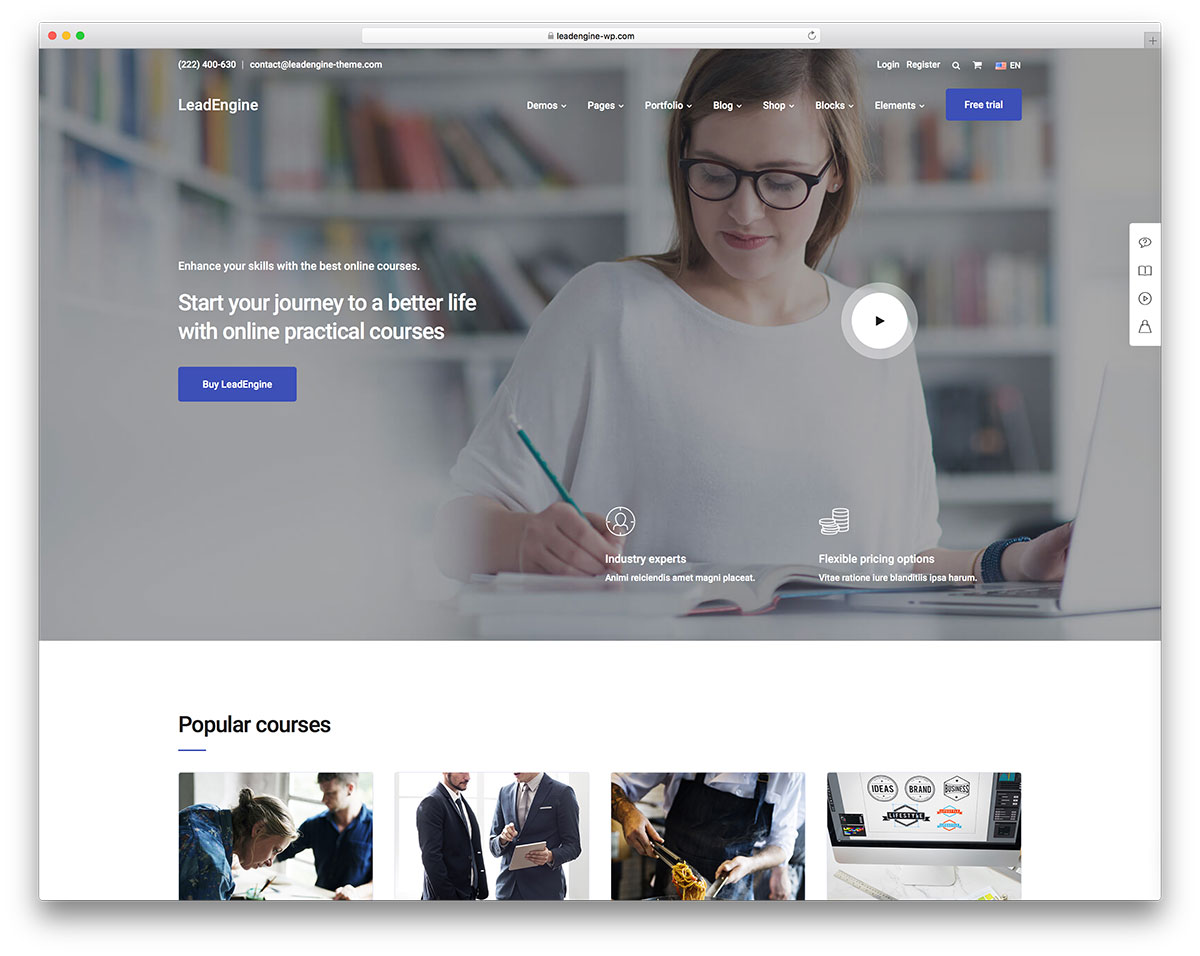 leadengine-wp.com
(222) 400-630 | contact@leadengine-theme.com
Login Register EN
LeadEngine
Demos Pages Portfolio Blog Shop Blocks Elements Free trial
Enhance your skills with the best online courses.
Start your journey to a better life
with online practical courses
Buy LeadEngine
Industry experts
Animi reiciendis amet magni placeat.
Flexible pricing options
Vitae ratione iure blanditiis ipsa harum.
Popular courses
IDEAS
BRAND
BUSINESS
LIFESTYLE